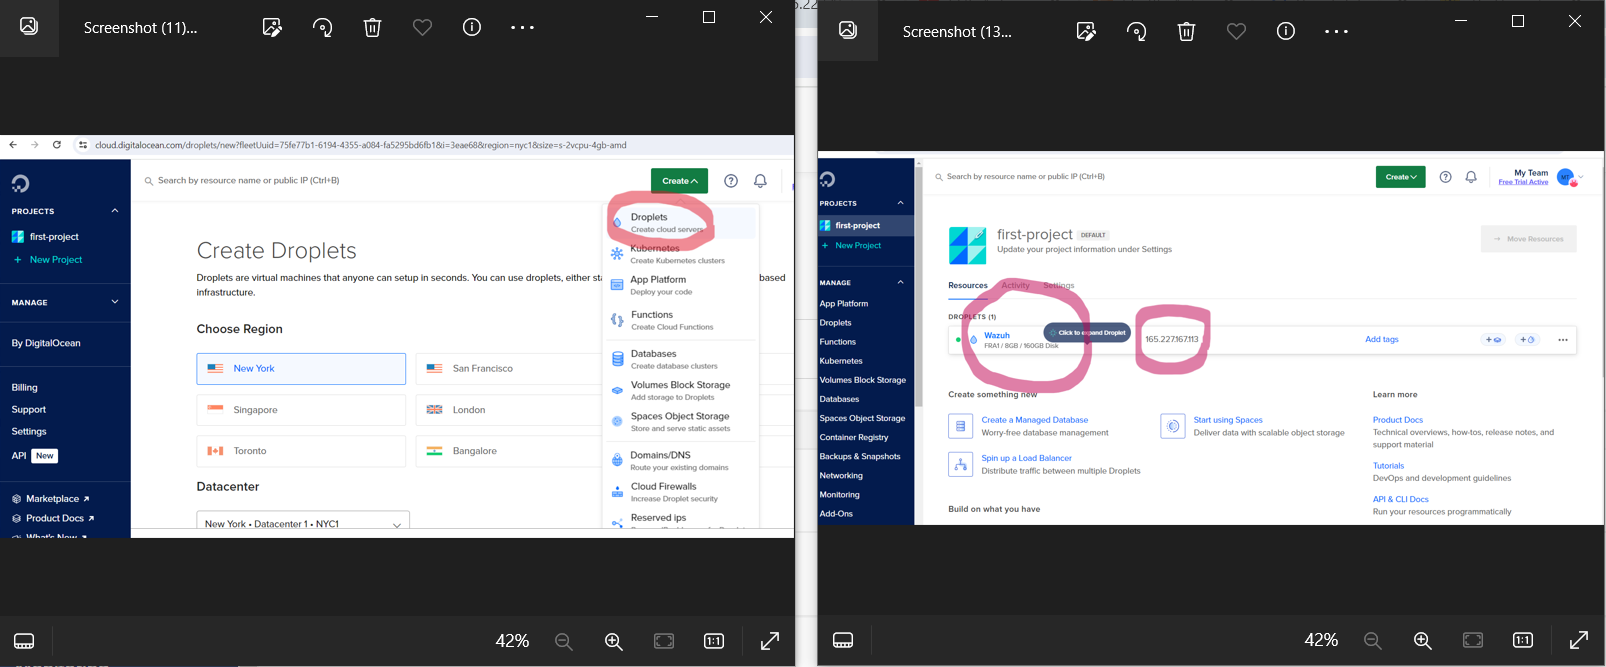 Screenshot (11)...
cloud.digitalocean.com/droplets/new?fleetUuid=75fe77b1-6194-4355-a084-fa5295bd6fb1&i=3eae68&region=nyc1&size=s-2vcpu-4gb-amd
Search by resource name or public IP (Ctrl+B)
Create
PROJECTS
first-project
+ New Project
MANAGE
By DigitalOcean
Billing
Support
Settings
API New
Marketplace ↗
Product Docs ↗
What's New ↗
Create Droplets
Droplets are virtual machines that anyone can setup in seconds. You can use droplets, either sta
based
infrastructure.
Choose Region
New York
San Francisco
Singapore
London
Toronto
Bangalore
Datacenter
New York • Datacenter 1 • NYC1
Droplets
Create cloud servers
Kubernetes
Create Kubernetes clusters
App Platform
Deploy your code
Functions
Create Cloud Functions
Databases
Create database clusters
Volumes Block Storage
Add storage to Droplets
Spaces Object Storage
Store and serve static assets
Domains/DNS
Route your existing domains
Cloud Firewalls
Increase Droplet security
Reserved ips
42%
1:1
Screenshot (13...
Search by resource name or public IP (Ctrl+B)
Create
My Team
Free Trial Active
MT
PROJECTS
first-project
+ New Project
MANAGE
App Platform
Droplets
Functions
Kubernetes
Volumes Block Storage
Databases
Spaces Object Storage
Container Registry
Backups & Snapshots
Networking
Monitoring
Add-Ons
first-project DEFAULT
Update your project information under Settings
→ Move Resources
Resources Activity Settings
DROPLETS (1)
Wazuh
FRA1 / 8GB / 160GB Disk
Click to expand Droplet
165.227.167.113
Add tags
Create something new
Create a Managed Database
Worry-free database management
Start using Spaces
Deliver data with scalable object storage
Spin up a Load Balancer
Distribute traffic between multiple Droplets
Build on what you have
Learn more
Product Docs
Technical overviews, how-tos, release notes, and
support material
Tutorials
DevOps and development guidelines
API & CLI Docs
Run your resources programmatically
42%
1:1